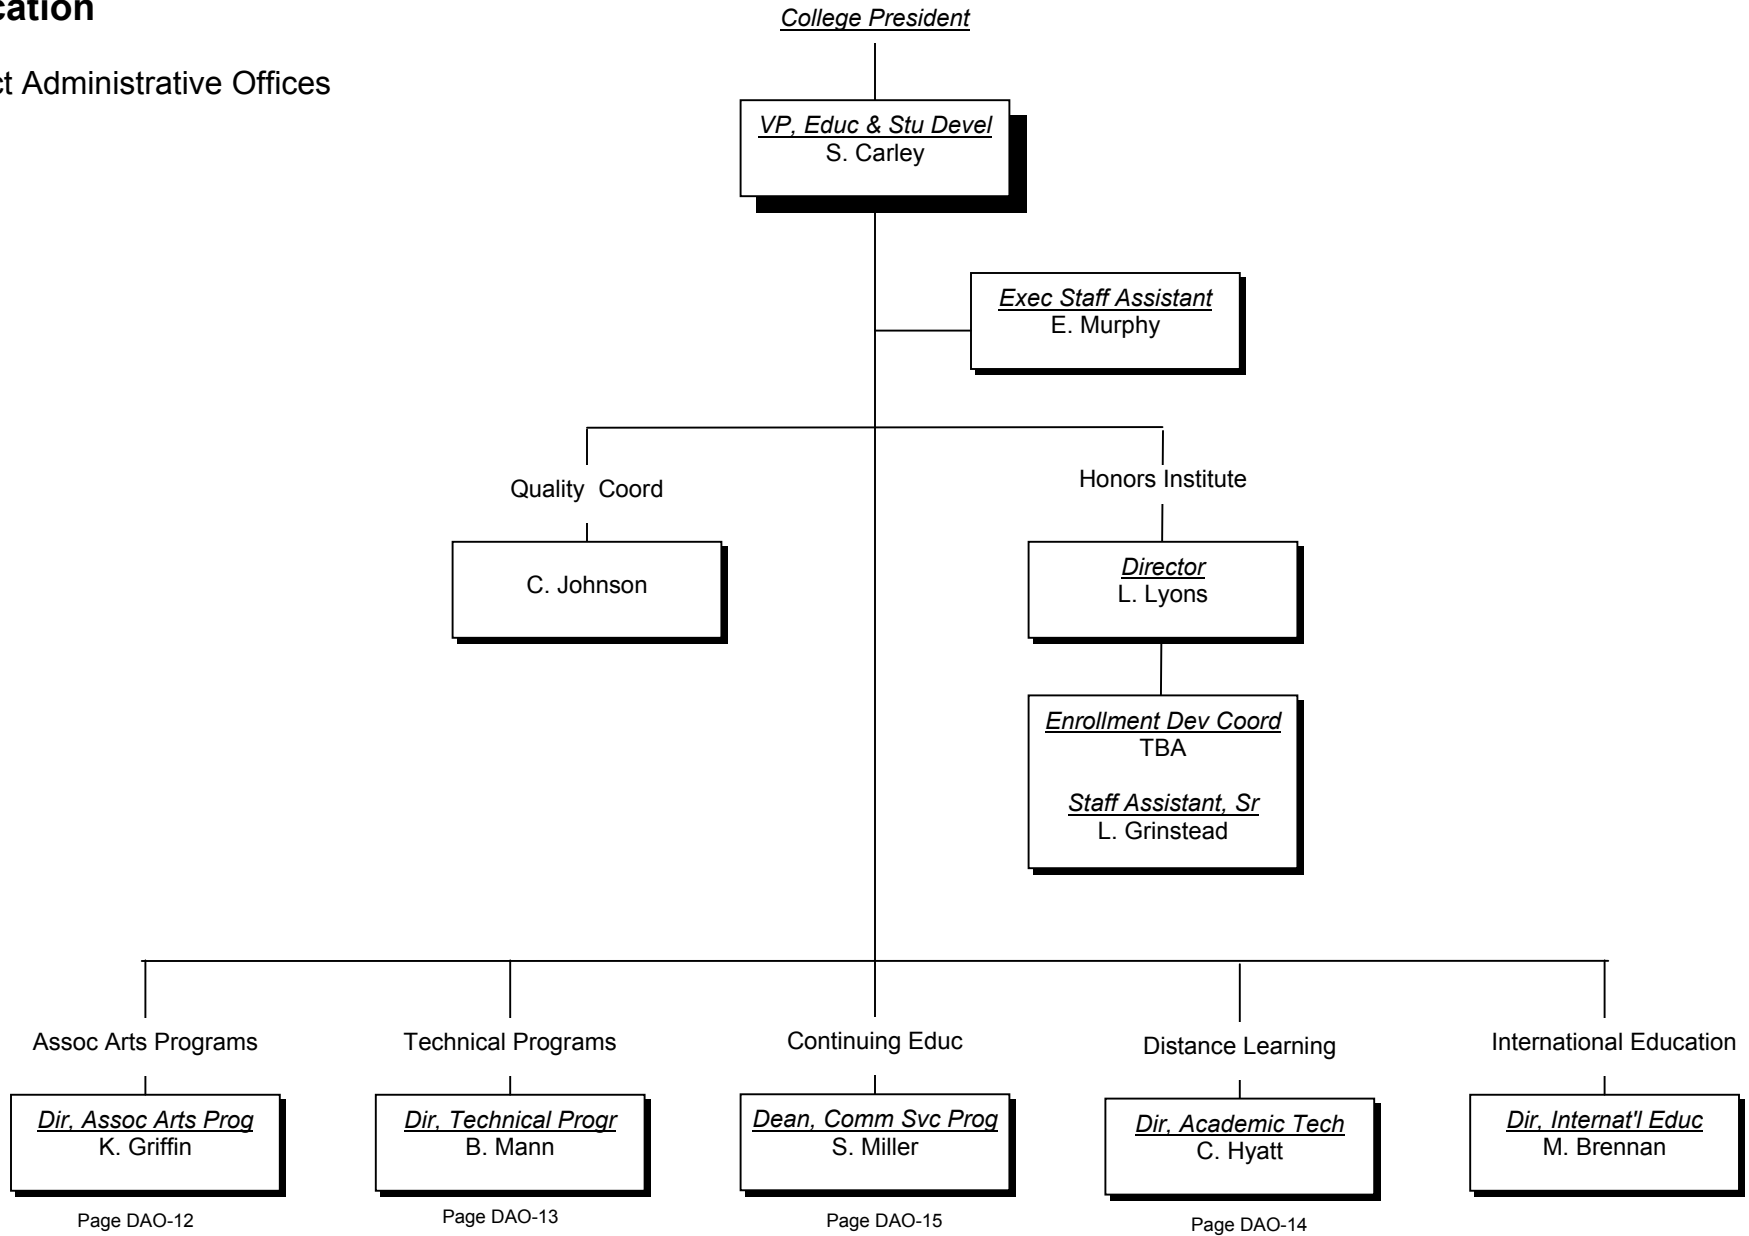 cation
ct Administrative Offices
College President
VP, Educ & Stu Devel
S. Carley
Exec Staff Assistant
E. Murphy
Quality  Coord
C. Johnson
Honors Institute
Director
L. Lyons
Enrollment Dev Coord
TBA
Staff Assistant, Sr
L. Grinstead
Assoc Arts Programs
Dir, Assoc Arts Prog
K. Griffin
Page DAO-12
Technical Programs
Dir, Technical Progr
B. Mann
Page DAO-13
Continuing Educ
Dean, Comm Svc Prog
S. Miller
Page DAO-15
Distance Learning
Dir, Academic Tech
C. Hyatt
Page DAO-14
International Education
Dir, Internat'l Educ
M. Brennan